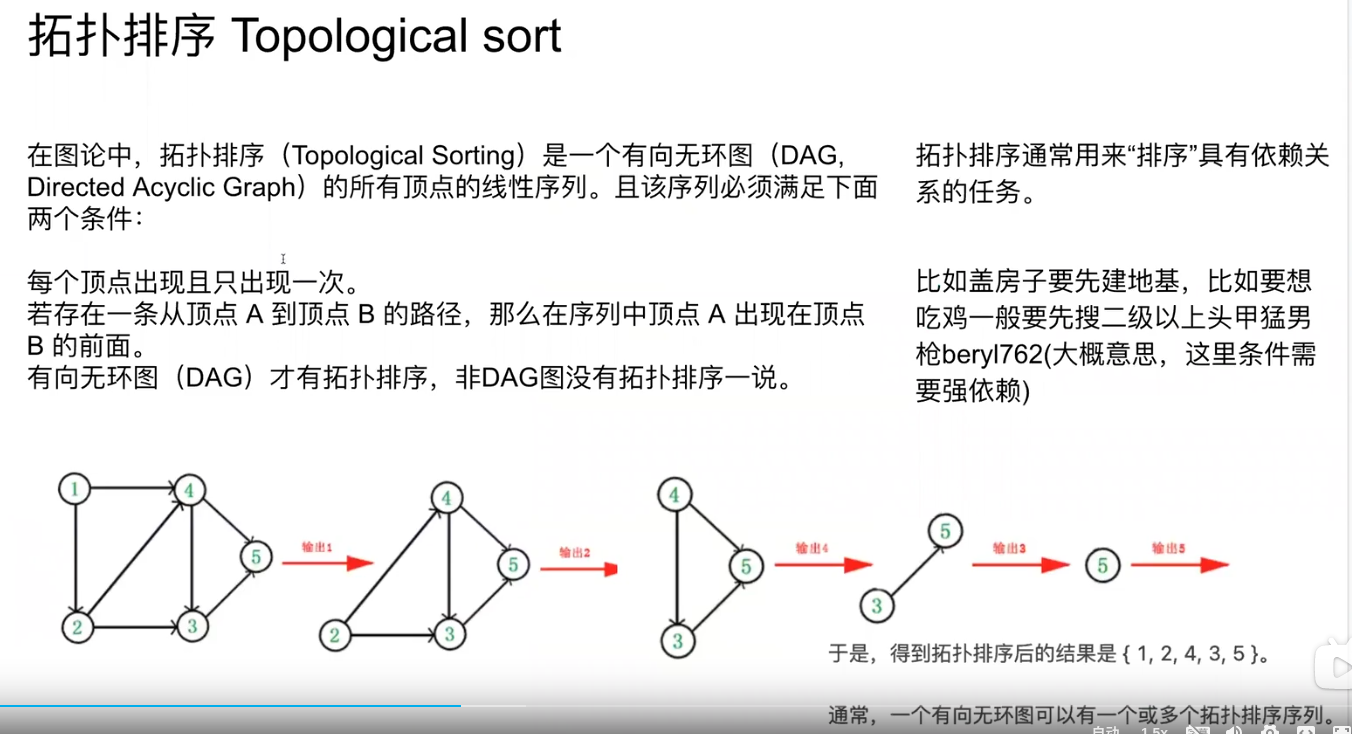 拓扑排序 Topological sort
在图论中，拓扑排序（Topological Sorting）是一个有向无环图（DAG,
Directed Acyclic Graph）的所有顶点的线性序列。且该序列必须满足下面
两个条件：
每个顶点出现且只出现一次。
若存在一条从顶点 A 到顶点 B 的路径，那么在序列中顶点 A 出现在顶点
B 的前面。
有向无环图（DAG）才有拓扑排序，非DAG图没有拓扑排序一说。
拓扑排序通常用来“排序”具有依赖关
系的任务。
比如盖房子要先建地基，比如要想
吃鸡一般要先搜二级以上头甲猛男
枪beryl762(大概意思，这里条件需
要强依赖)
1
4
5
2
3
输出1
4
5
2
3
输出2
4
5
3
输出4
5
3
输出3
5
输出5
于是，得到拓扑排序后的结果是 { 1, 2, 4, 3, 5 }。
通常，一个有向无环图可以有一个或多个拓扑排序序列。
自动
1.5x